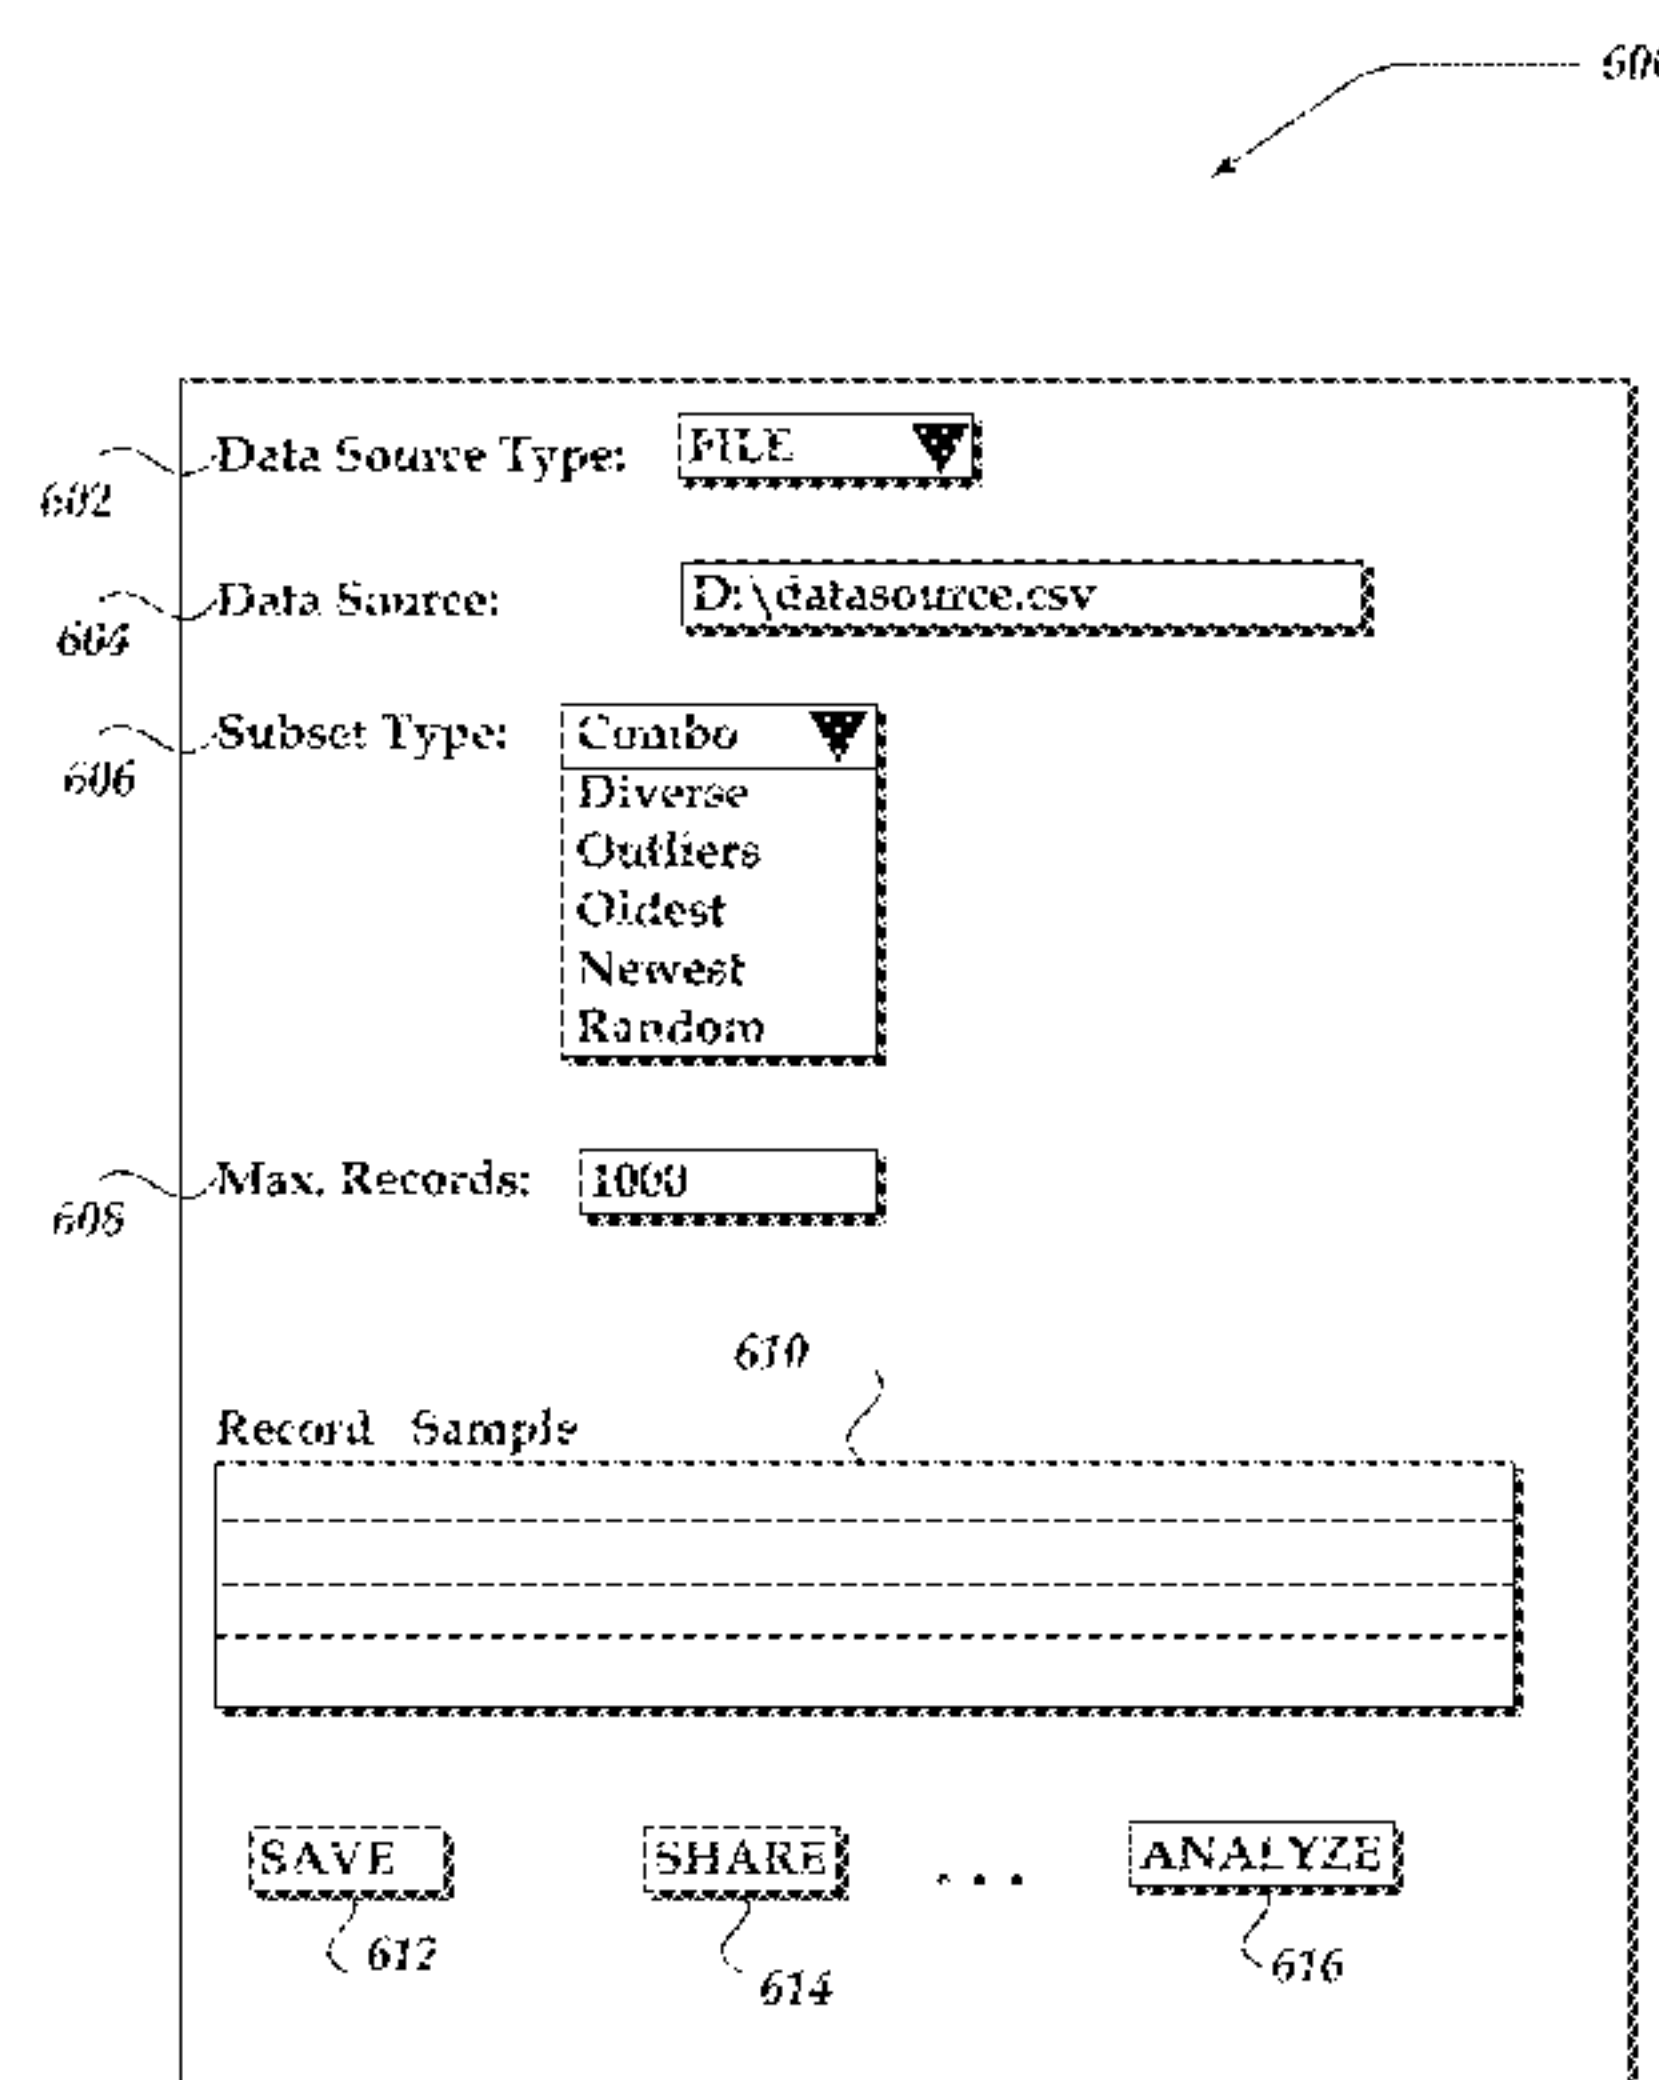 Data Source Type: FILE
602
Data Source: D:\datasource.csv
604
Subset Type: Combo
606
Diverse
Outliers
Oldest
Newest
Random
Max. Records: 1000
608
610
Record Sample
SAVE SHARE ... ANALYZE
612 614 616